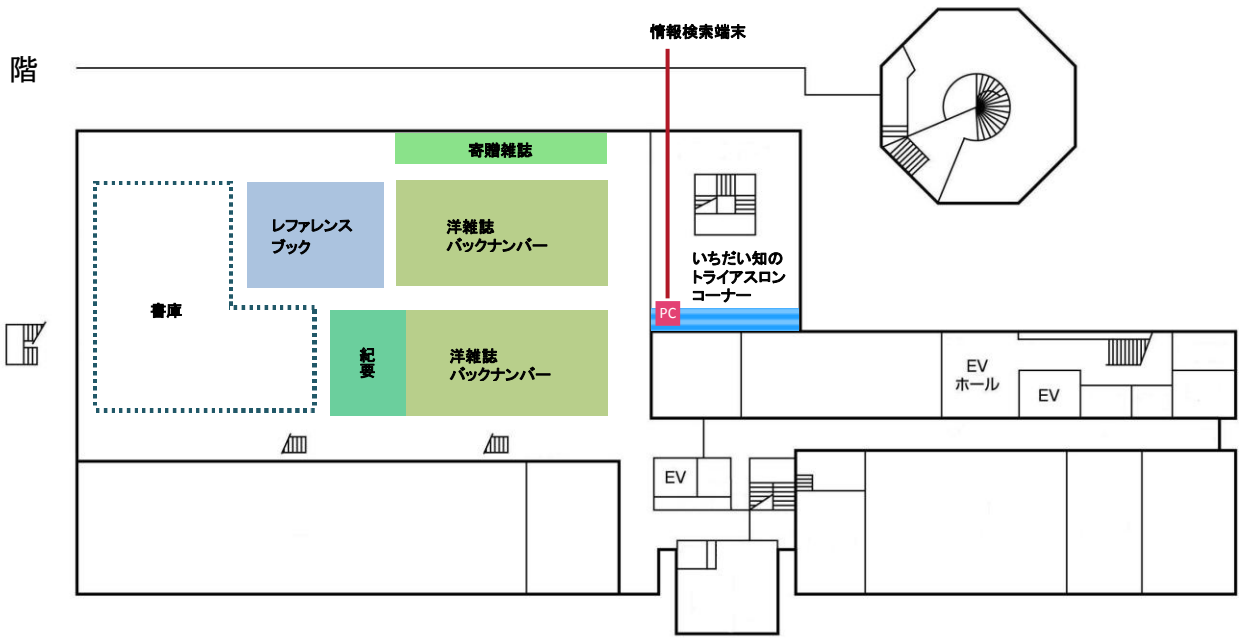 情報検索端末
階
寄贈雑誌
レファレンス
ブック
洋雑誌
バックナンバー
いちだい知の
トライアスロン
コーナー
書庫
PC
紀
要
洋雑誌
バックナンバー
EV
ホール
EV
EV